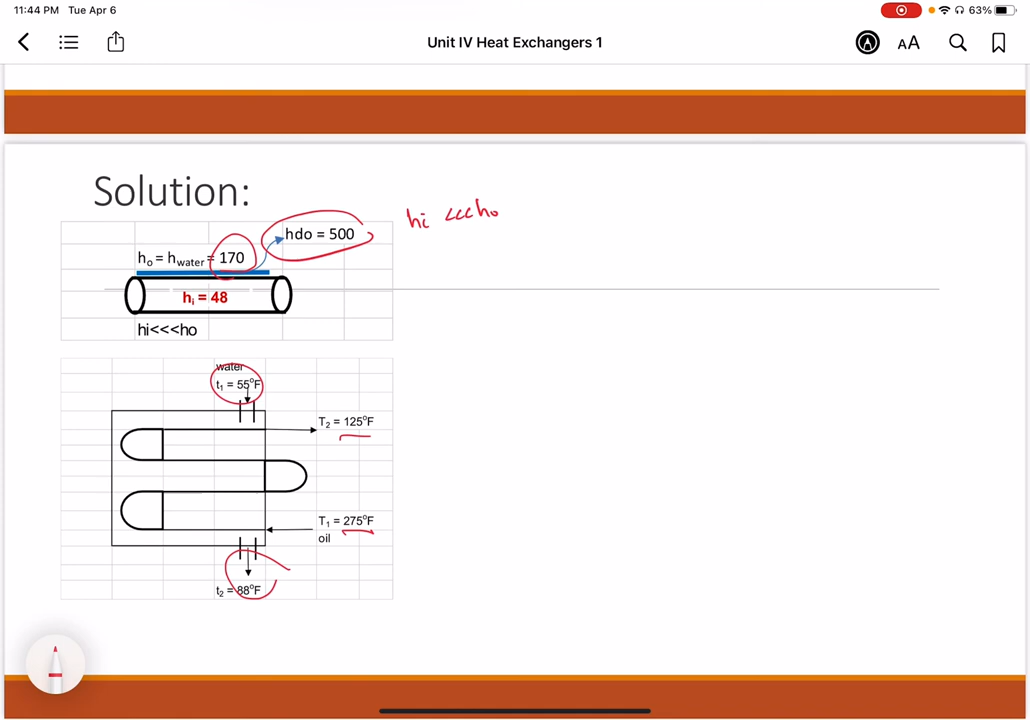 11:44 PM Tue Apr 6
63%
Unit IV Heat Exchangers 1
AA
Solution:
hi <<<ho
hdo = 500
ho = hwater = 170
hi = 48
hi<<<ho
water
t1 = 55°F
T2 = 125°F
T1 = 275°F
oil
t2 = 88°F